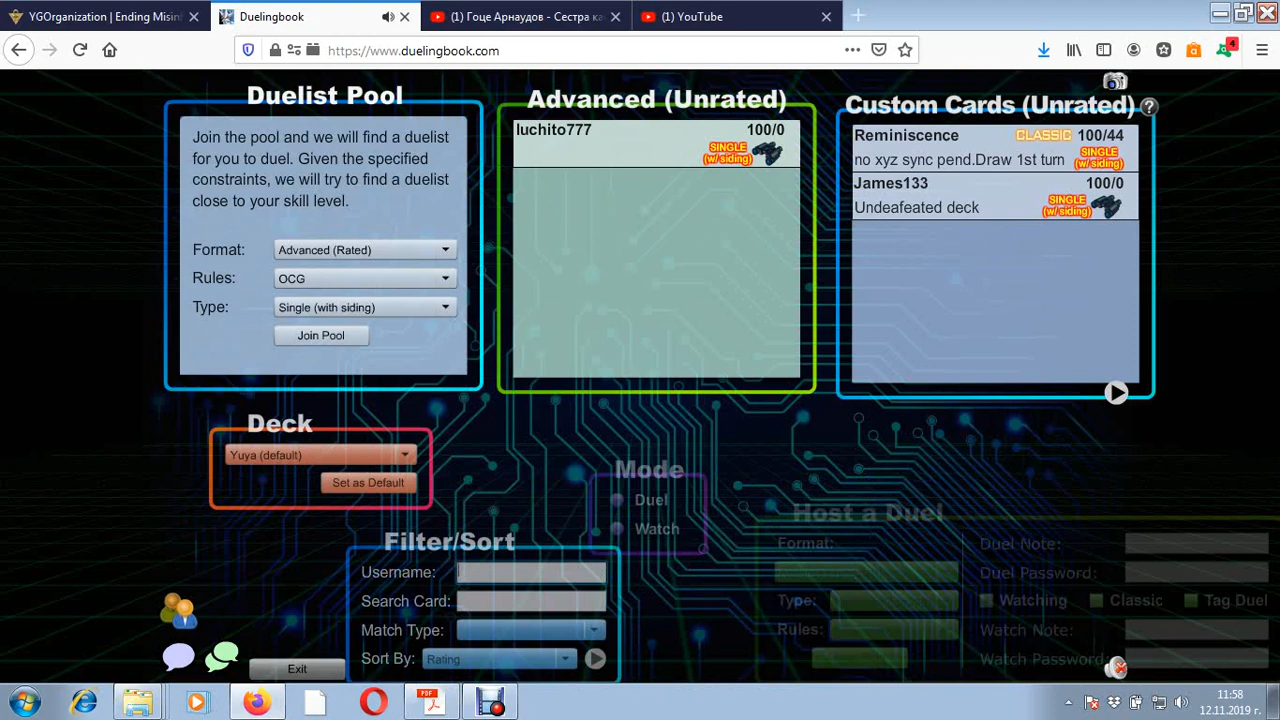 YGOrganization | Ending Misin
Duelingbook
(1) Гоце Арнаудов - Сестра ка
(1) YouTube
https://www.duelingbook.com
4
Duelist Pool
Join the pool and we will find a duelist
for you to duel. Given the specified
constraints, we will try to find a duelist
close to your skill level.
Format: Advanced (Rated)
Rules: OCG
Type: Single (with siding)
Join Pool
Advanced (Unrated)
luchito777 100/0
SINGLE
(w/ siding)
Custom Cards (Unrated)
?
Reminiscence CLASSIC 100/44
no xyz sync pend.Draw 1st turn SINGLE
(w/ siding)
James133 100/0
Undeafeated deck SINGLE
(w/ siding)
Deck
Yuya (default)
Set as Default
Mode
Duel
Watch
Filter/Sort
Username:
Search Card:
Match Type:
Sort By: Rating
Exit
Host a Duel
Format:
Type:
Rules:
Duel Note:
Duel Password:
Watching Classic Tag Duel
Watch Note:
Watch Password:
PDF
11:58
12.11.2019 г.